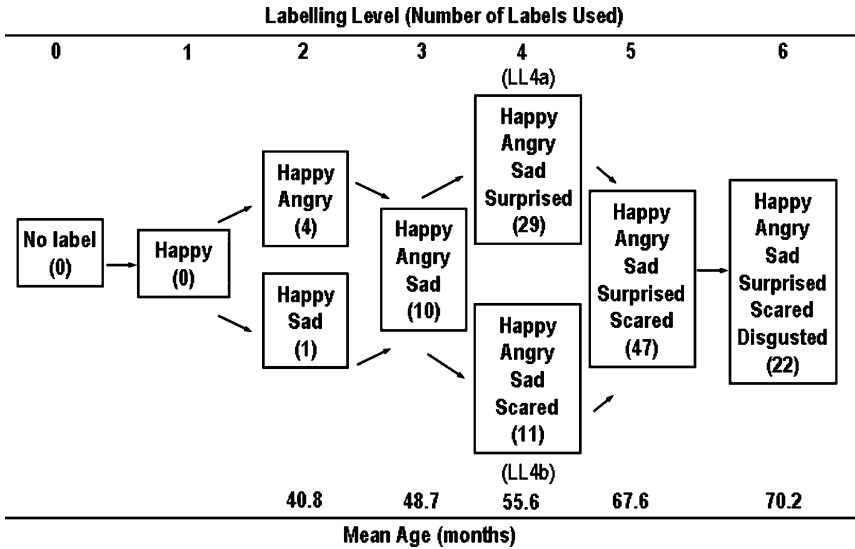 Labelling Level (Number of Labels Used)
0 1 2 3 4 5 6
(LL4a)
No label
(0)
Happy
(0)
Happy
Angry
(4)
Happy
Sad
(1)
Happy
Angry
Sad
(10)
Happy
Angry
Sad
Surprised
(29)
Happy
Angry
Sad
Scared
(11)
(LL4b)
Happy
Angry
Sad
Surprised
Scared
(47)
Happy
Angry
Sad
Surprised
Scared
Disgusted
(22)
40.8 48.7 55.6 67.6 70.2
Mean Age (months)